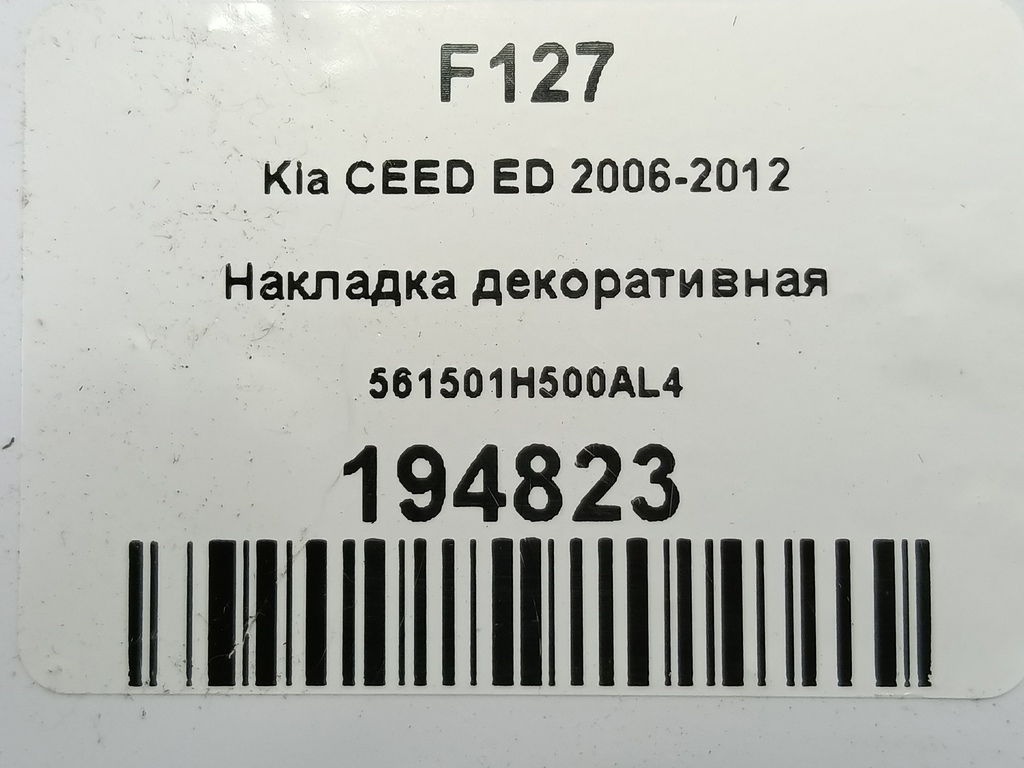 F127
Kia CEED ED 2006-2012
Накладка декоративная
561501H500AL4
194823